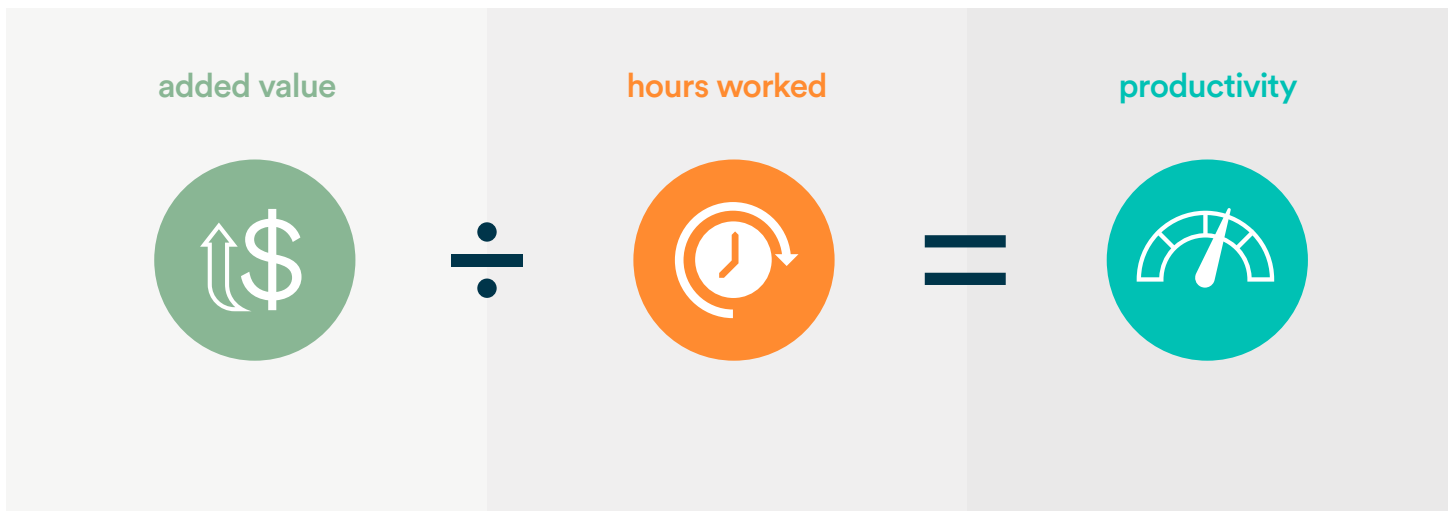 added value
hours worked
productivity
÷
=